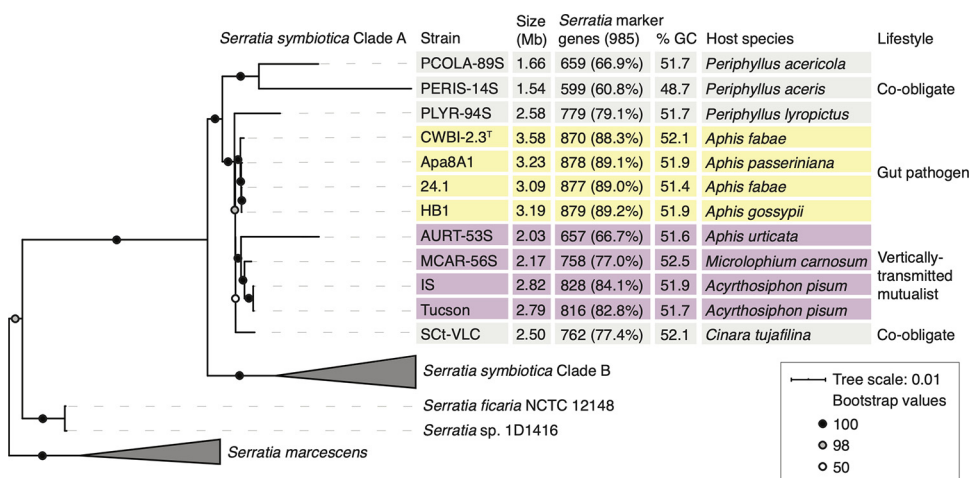 Serratia symbiotica Clade A Strain Size (Mb) Serratia marker genes (985) % GC Host species Lifestyle
PCOLA-89S 1.66 659 (66.9%) 51.7 Periphyllus acericola
PERIS-14S 1.54 599 (60.8%) 48.7 Periphyllus aceris Co-obligate
PLYR-94S 2.58 779 (79.1%) 51.7 Periphyllus lyropictus
CWBI-2.3ᵀ 3.58 870 (88.3%) 52.1 Aphis fabae
Apa8A1 3.23 878 (89.1%) 51.9 Aphis passeriniana Gut pathogen
24.1 3.09 877 (89.0%) 51.4 Aphis fabae
HB1 3.19 879 (89.2%) 51.9 Aphis gossypii
AURT-53S 2.03 657 (66.7%) 51.6 Aphis urticata
MCAR-56S 2.17 758 (77.0%) 52.5 Microlophium carnosum Vertically-
IS 2.82 828 (84.1%) 51.9 Acyrthosiphon pisum transmitted
Tucson 2.79 816 (82.8%) 51.7 Acyrthosiphon pisum mutualist
SCt-VLC 2.50 762 (77.4%) 52.1 Cinara tujafilina Co-obligate
Serratia symbiotica Clade B
Serratia ficaria NCTC 12148
Serratia sp. 1D1416
Serratia marcescens
Tree scale: 0.01
Bootstrap values
100
98
50